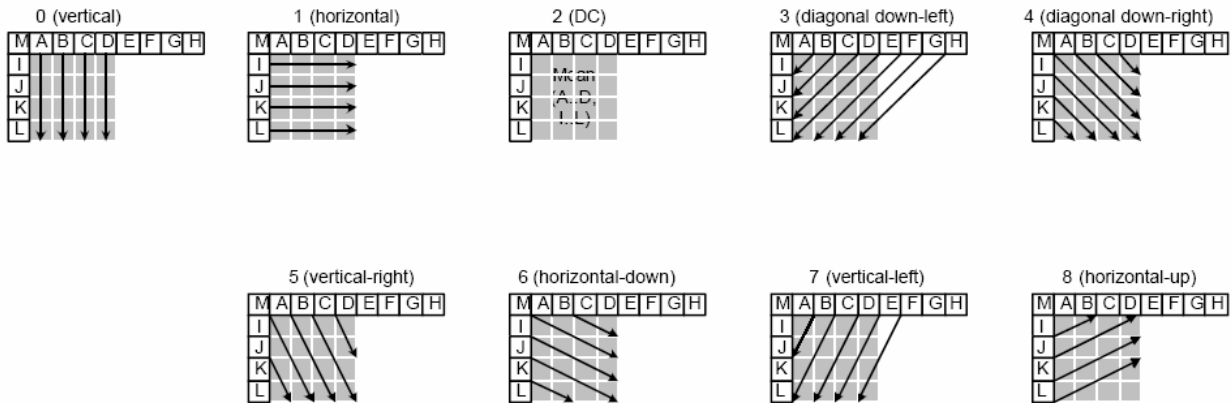 0 (vertical) 1 (horizontal) 2 (DC) 3 (diagonal down-left) 4 (diagonal down-right)
M A B C D E F G H M A B C D E F G H M A B C D E F G H M A B C D E F G H M A B C D E F G H
I I I I I
Mean
J J J J J
(A..D,
K K K K K
I..L)
L L L L L
5 (vertical-right) 6 (horizontal-down) 7 (vertical-left) 8 (horizontal-up)
M A B C D E F G H M A B C D E F G H M A B C D E F G H M A B C D E F G H
I I I I
J J J J
K K K K
L L L L